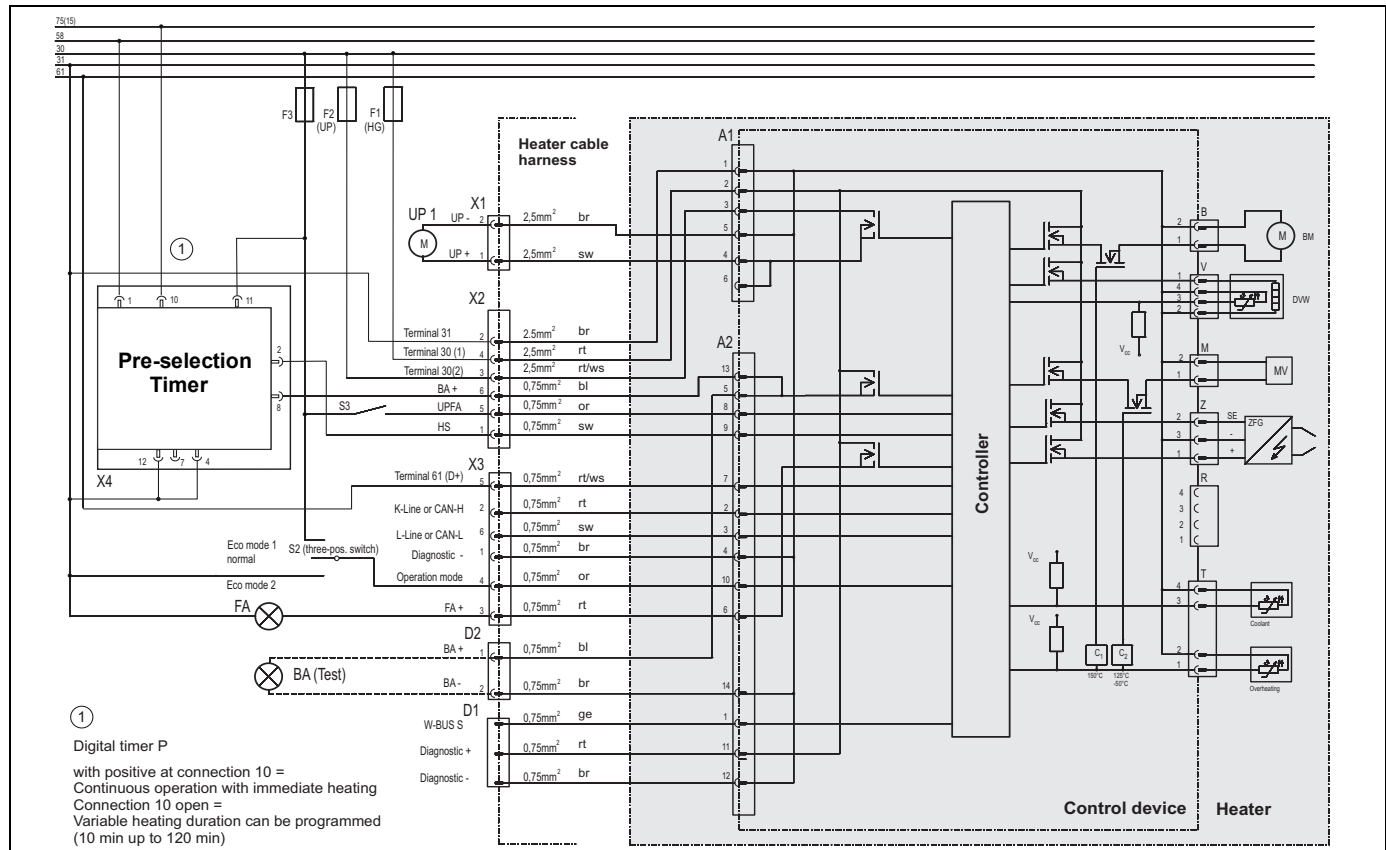 75(15)
58
30
31
61
F3
F2
(UP)
F1
(HG)
Heater cable
harness
A1
1
2
3
5
4
6
UP 1
M
X1
UP - 2 2,5mm² br
UP + 1 2,5mm² sw
1
1
10
11
Pre-selection
Timer
2
8
12
7
4
X4
S3
X2
Terminal 31 2 2.5mm² br
Terminal 30 (1) 4 2,5mm² rt
Terminal 30(2) 3 2,5mm² rt/ws
BA + 6 0,75mm² bl
UPFA 5 0,75mm² or
HS 1 0,75mm² sw
A2
13
5
8
9
7
2
3
4
10
6
14
1
11
12
X3
Terminal 61 (D+) 5 0,75mm² rt/ws
K-Line or CAN-H 2 0,75mm² rt
L-Line or CAN-L 6 0,75mm² sw
Diagnostic - 1 0,75mm² br
Operation mode 4 0,75mm² or
FA + 3 0,75mm² rt
Eco mode 1
normal
S2 (three-pos. switch)
Eco mode 2
FA
D2
BA + 1 0,75mm² bl
BA - 2 0,75mm² br
BA (Test)
D1
W-BUS S 0,75mm² ge
Diagnostic + 0,75mm² rt
Diagnostic - 0,75mm² br
Controller
Vcc
Vcc
Vcc
C1
150°C
C2
125°C
-50°C
B
2
1
M
BM
V
1
4
3
2
DVW
M
2
1
MV
Z
2 SE
3 -
1 +
ZFG
R
4
3
2
1
T
4
3
Coolant
2
1
Overheating
Control device
Heater
1
Digital timer P
with positive at connection 10 =
Continuous operation with immediate heating
Connection 10 open =
Variable heating duration can be programmed
(10 min up to 120 min)